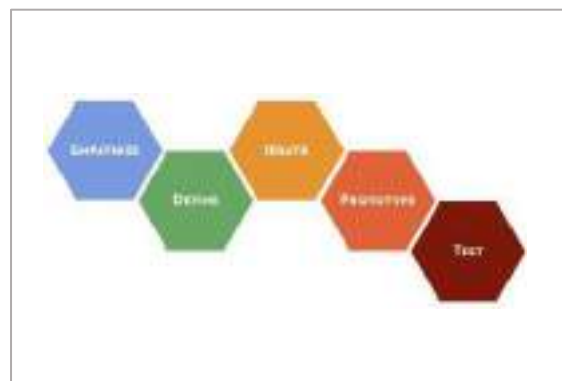 EMPATHIZE
DEFINE
IDEATE
PROTOTYPE
TEST